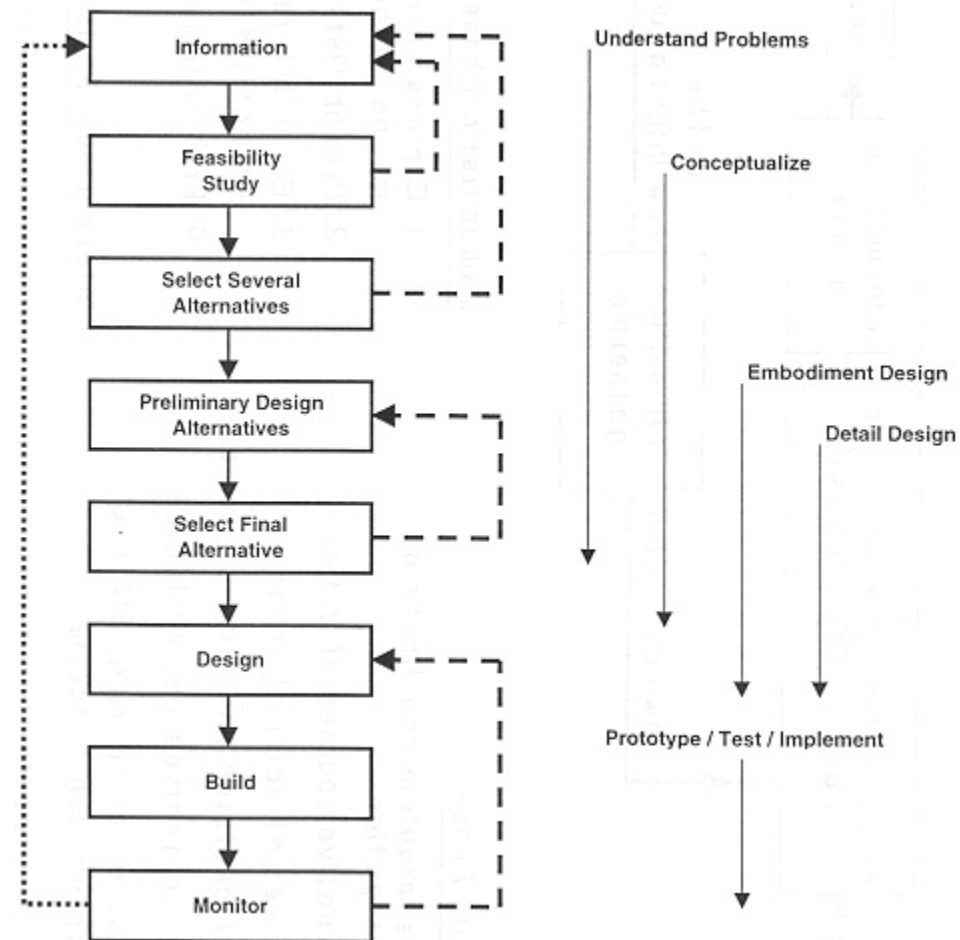 Information
Understand Problems
Feasibility
Study
Conceptualize
Select Several
Alternatives
Preliminary Design
Alternatives
Embodiment Design
Detail Design
Select Final
Alternative
Design
Prototype / Test / Implement
Build
Monitor